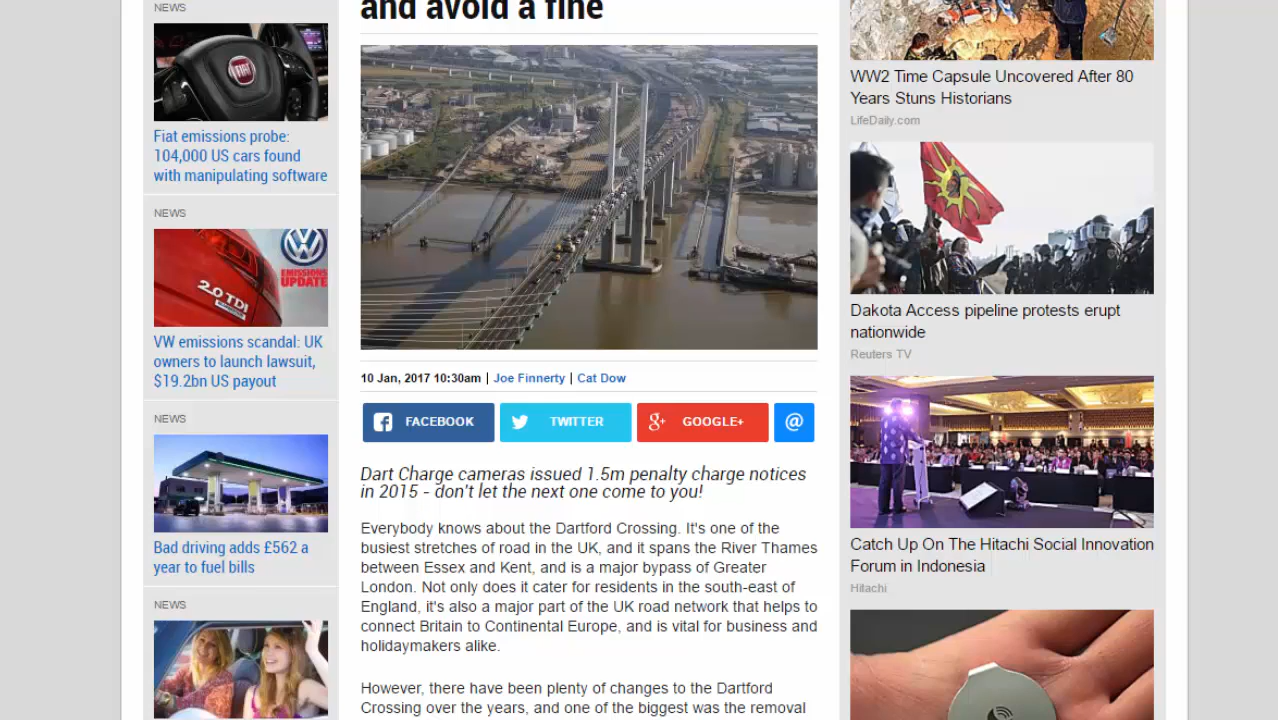 NEWS
FIAT
Fiat emissions probe:
104,000 US cars found
with manipulating software
NEWS
EMISSIONS
UPDATE
2.0 TDI
VW emissions scandal: UK
owners to launch lawsuit,
$19.2bn US payout
NEWS
Bad driving adds £562 a
year to fuel bills
NEWS
and avoid a fine
10 Jan, 2017 10:30am | Joe Finnerty | Cat Dow
FACEBOOK
TWITTER
GOOGLE+
@
Dart Charge cameras issued 1.5m penalty charge notices
in 2015 - don't let the next one come to you!
Everybody knows about the Dartford Crossing. It's one of the
busiest stretches of road in the UK, and it spans the River Thames
between Essex and Kent, and is a major bypass of Greater
London. Not only does it cater for residents in the south-east of
England, it's also a major part of the UK road network that helps to
connect Britain to Continental Europe, and is vital for business and
holidaymakers alike.
However, there have been plenty of changes to the Dartford
Crossing over the years, and one of the biggest was the removal
WW2 Time Capsule Uncovered After 80
Years Stuns Historians
LifeDaily.com
Dakota Access pipeline protests erupt
nationwide
Reuters TV
Catch Up On The Hitachi Social Innovation
Forum in Indonesia
Hitachi